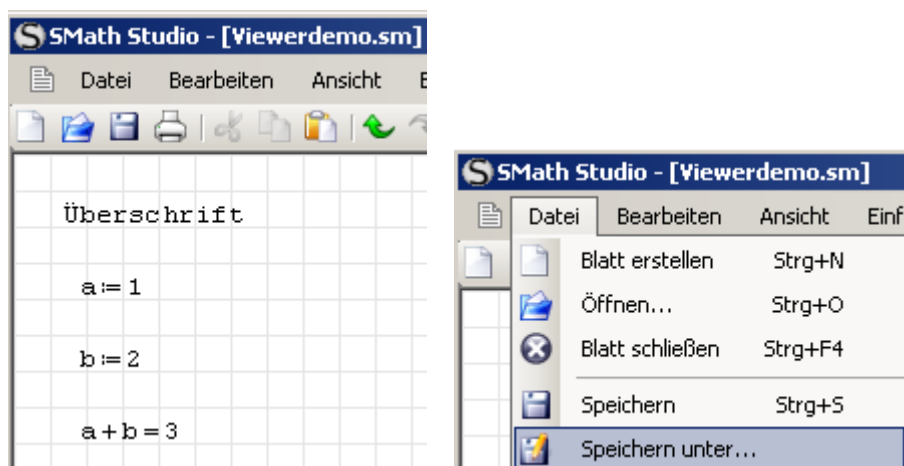 SMath Studio - [Viewerdemo.sm]
Datei Bearbeiten Ansicht
Überschrift
a:=1
b:=2
a+b=3
SMath Studio - [Viewerdemo.sm]
Datei Bearbeiten Ansicht Einf
Blatt erstellen Strg+N
Öffnen... Strg+O
Blatt schließen Strg+F4
Speichern Strg+S
Speichern unter...